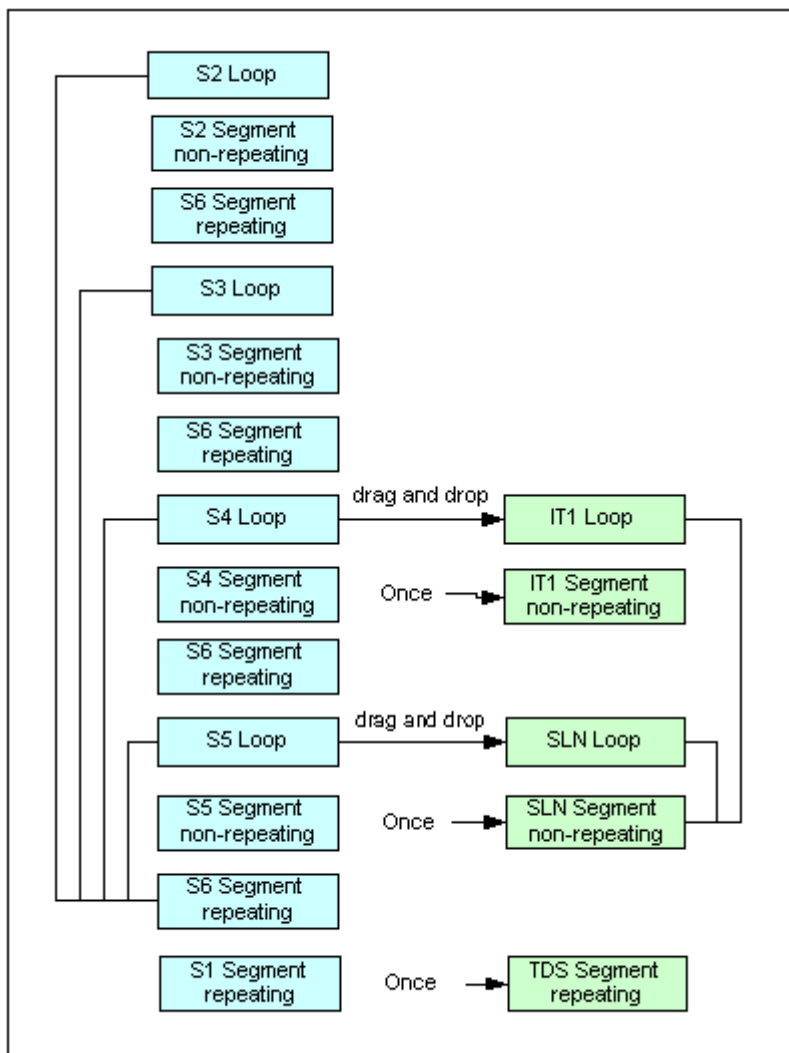 S2 Loop
S2 Segment
non-repeating
S6 Segment
repeating
S3 Loop
S3 Segment
non-repeating
S6 Segment
repeating
drag and drop
S4 Loop
IT1 Loop
S4 Segment
non-repeating
Once
IT1 Segment
non-repeating
S6 Segment
repeating
drag and drop
S5 Loop
SLN Loop
S5 Segment
non-repeating
Once
SLN Segment
non-repeating
S6 Segment
repeating
S1 Segment
repeating
Once
TDS Segment
repeating